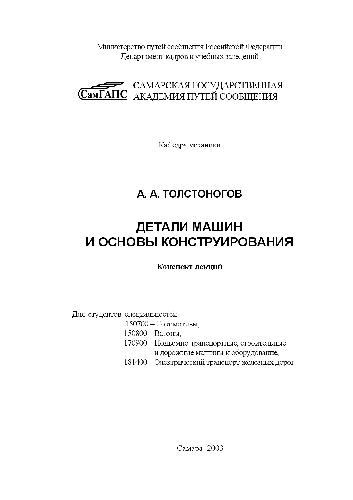 Министерство путей сообщения Российской Федерации
Департамент кадров и учебных заведений
СамГАПС
САМАРСКАЯ ГОСУДАРСТВЕННАЯ
АКАДЕМИЯ ПУТЕЙ СООБЩЕНИЯ
Кафедра механики
А. А. ТОЛСТОНОГОВ
ДЕТАЛИ МАШИН
И ОСНОВЫ КОНСТРУИРОВАНИЯ
Конспект лекций
Для студентов специальностей:
150700 – Локомотивы,
150800 – Вагоны,
170900 – Подъемно-транспортные, строительные
и дорожные машины и оборудование,
181400 – Электрический транспорт железных дорог
Самара 2003